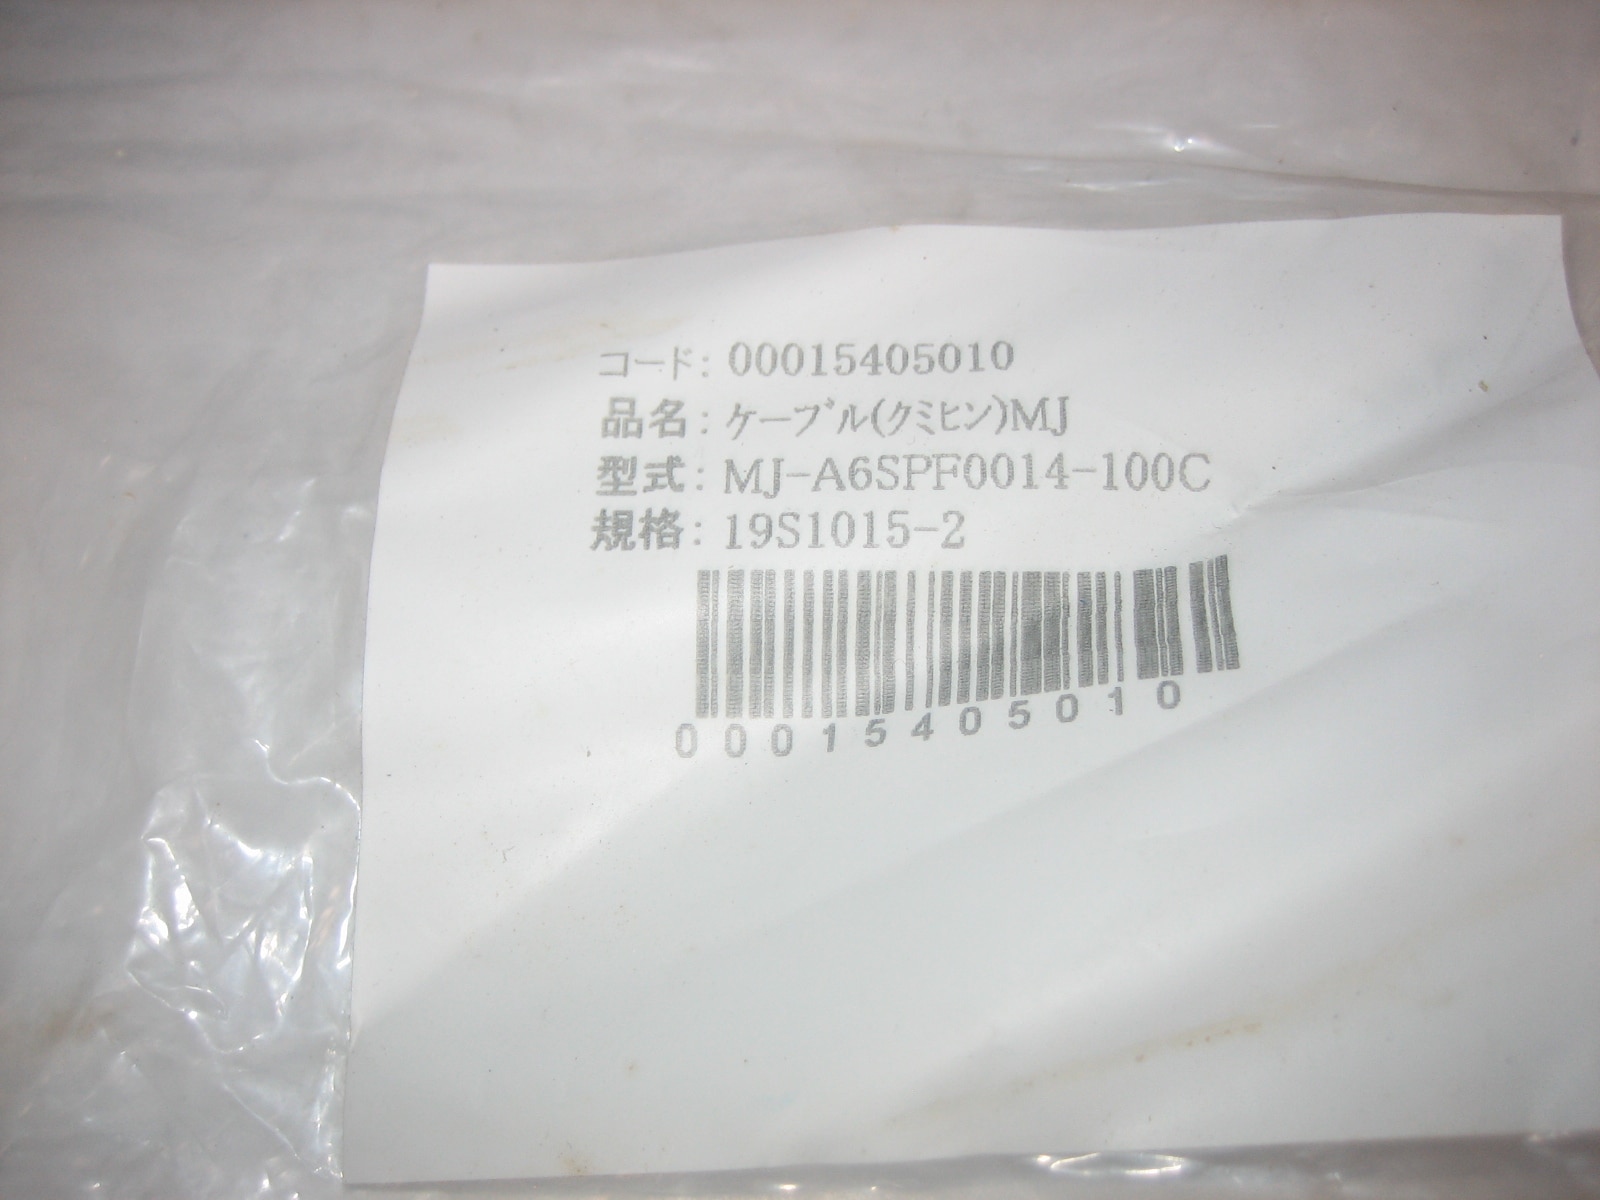 コード: 00015405010
品名: ケーブル(クミヒン)MJ
型式: MJ-A6SPF0014-100C
規格: 19S1015-2
00015405010